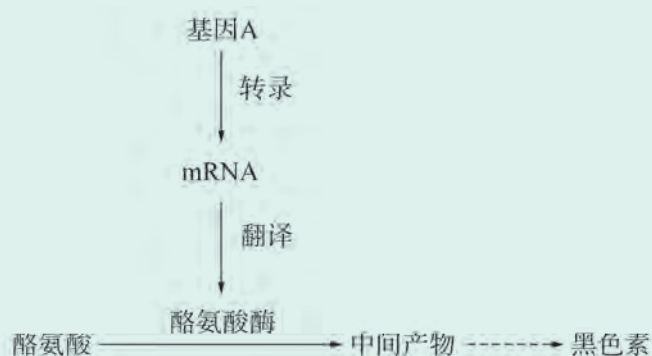 基因A
转录
mRNA
翻译
酪氨酸酶
酪氨酸 中间产物 黑色素